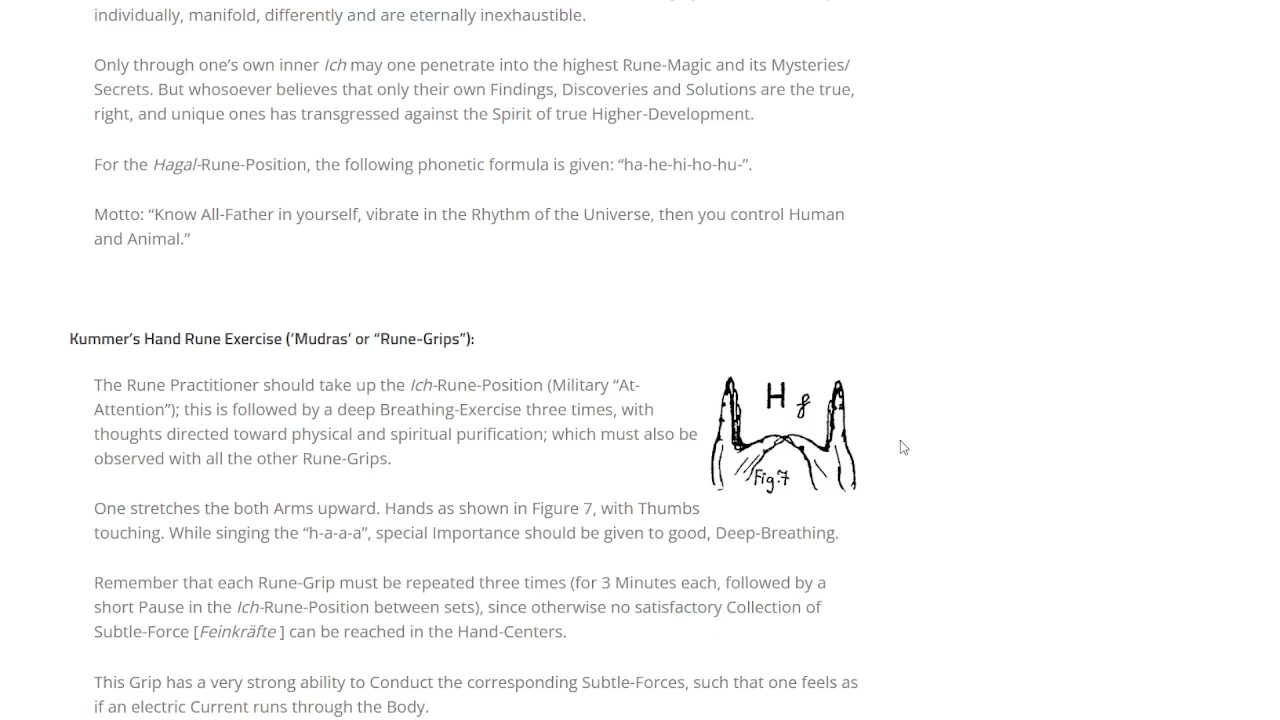 individually, manifold, differently and are eternally inexhaustible.
Only through one’s own inner Ich may one penetrate into the highest Rune-Magic and its Mysteries/
Secrets. But whosoever believes that only their own Findings, Discoveries and Solutions are the true,
right, and unique ones has transgressed against the Spirit of true Higher-Development.
For the Hagal-Rune-Position, the following phonetic formula is given: “ha-he-hi-ho-hu-”.
Motto: “Know All-Father in yourself, vibrate in the Rhythm of the Universe, then you control Human
and Animal.”
Kummer’s Hand Rune Exercise (‘Mudras’ or “Rune-Grips”):
The Rune Practitioner should take up the Ich-Rune-Position (Military “At-
Attention”); this is followed by a deep Breathing-Exercise three times, with
thoughts directed toward physical and spiritual purification; which must also be
observed with all the other Rune-Grips.
H
Fig. 7
One stretches the both Arms upward. Hands as shown in Figure 7, with Thumbs
touching. While singing the “h-a-a-a”, special Importance should be given to good, Deep-Breathing.
Remember that each Rune-Grip must be repeated three times (for 3 Minutes each, followed by a
short Pause in the Ich-Rune-Position between sets), since otherwise no satisfactory Collection of
Subtle-Force [Feinkräfte ] can be reached in the Hand-Centers.
This Grip has a very strong ability to Conduct the corresponding Subtle-Forces, such that one feels as
if an electric Current runs through the Body.